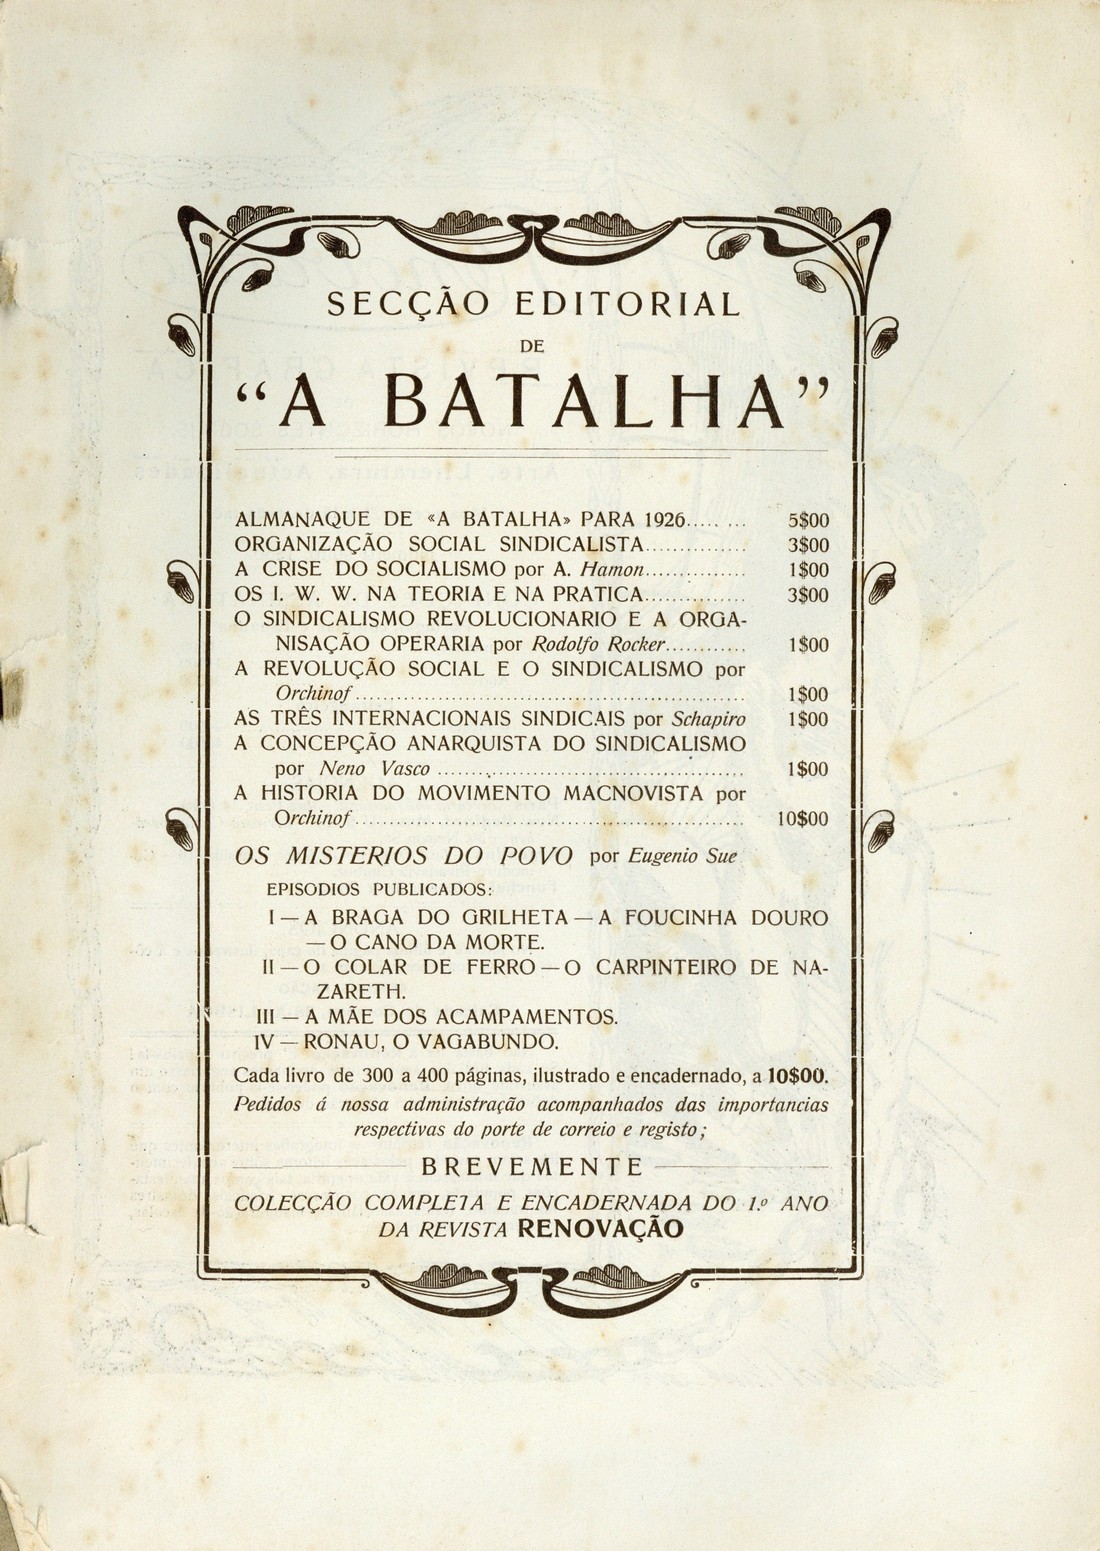 SECÇÃO EDITORIAL
DE
“A BATALHA”
ALMANAQUE DE «A BATALHA» PARA 1926..... ... 5$00
ORGANIZAÇÃO SOCIAL SINDICALISTA............... 3$00
A CRISE DO SOCIALISMO por A. Hamon............... 1$00
OS I. W. W. NA TEORIA E NA PRATICA............... 3$00
O SINDICALISMO REVOLUCIONARIO E A ORGA-
NISAÇÃO OPERARIA por Rodolfo Rocker............ 1$00
A REVOLUÇÃO SOCIAL E O SINDICALISMO por
Orchinof........................................................ 1$00
AS TRÊS INTERNACIONAIS SINDICAIS por Schapiro 1$00
A CONCEPÇÃO ANARQUISTA DO SINDICALISMO
por Neno Vasco ............................................. 1$00
A HISTORIA DO MOVIMENTO MACNOVISTA por
Orchinof........................................................ 10$00
OS MISTERIOS DO POVO por Eugenio Sue
EPISODIOS PUBLICADOS:
I — A BRAGA DO GRILHETA — A FOUCINHA DOURO
— O CANO DA MORTE.
II — O COLAR DE FERRO — O CARPINTEIRO DE NA-
ZARETH.
III — A MÃE DOS ACAMPAMENTOS.
IV — RONAU, O VAGABUNDO.
Cada livro de 300 a 400 páginas, ilustrado e encadernado, a 10$00.
Pedidos á nossa administração acompanhados das importancias
respectivas do porte de correio e registo;
BREVEMENTE
COLECÇÃO COMPLETA E ENCADERNADA DO 1.º ANO
DA REVISTA RENOVAÇÃO